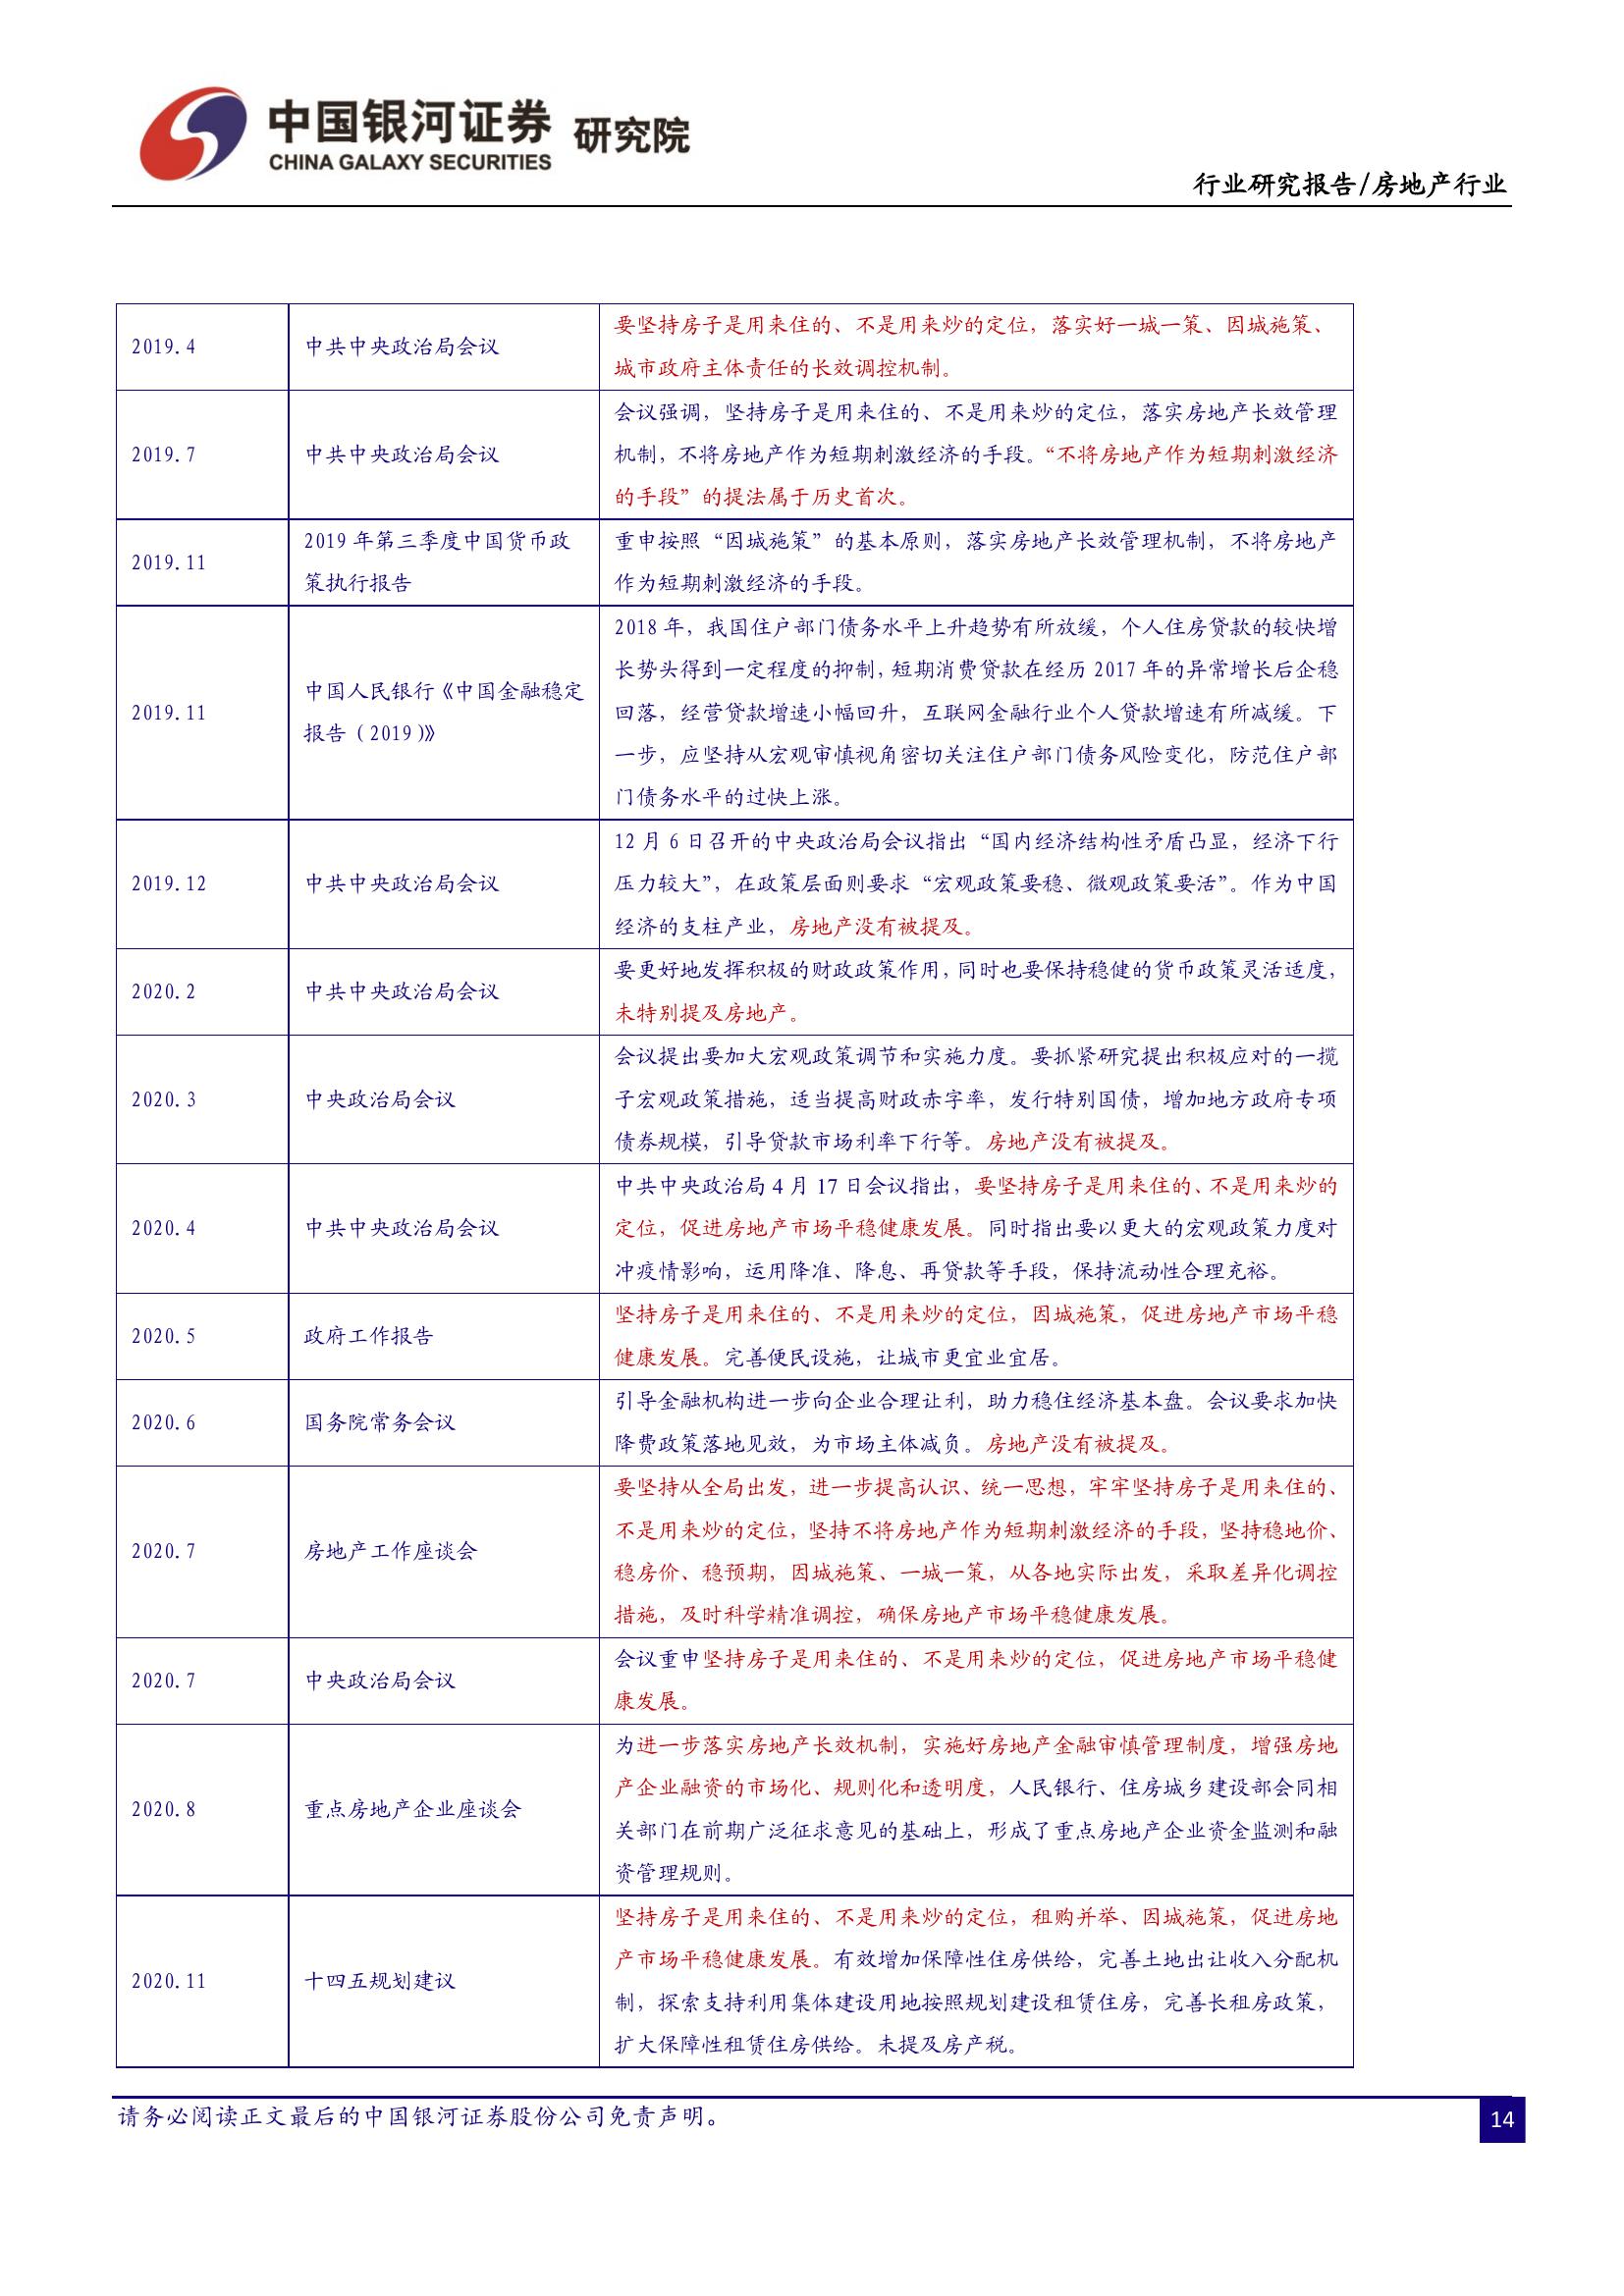 中国银河证券 研究院
CHINA GALAXY SECURITIES
行业研究报告/房地产行业
2019.4
中共中央政治局会议
要坚持房子是用来住的、不是用来炒的定位，落实好一城一策、因城施策、
城市政府主体责任的长效调控机制。
2019.7
中共中央政治局会议
会议强调，坚持房子是用来住的、不是用来炒的定位，落实房地产长效管理
机制，不将房地产作为短期刺激经济的手段。“不将房地产作为短期刺激经济
的手段”的提法属于历史首次。
2019.11
2019 年第三季度中国货币政
策执行报告
重申按照“因城施策”的基本原则，落实房地产长效管理机制，不将房地产
作为短期刺激经济的手段。
2019.11
中国人民银行《中国金融稳定
报告（2019）》
2018 年，我国住户部门债务水平上升趋势有所放缓，个人住房贷款的较快增
长势头得到一定程度的抑制，短期消费贷款在经历 2017 年的异常增长后企稳
回落，经营贷款增速小幅回升，互联网金融行业个人贷款增速有所减缓。下
一步，应坚持从宏观审慎视角密切关注住户部门债务风险变化，防范住户部
门债务水平的过快上涨。
2019.12
中共中央政治局会议
12 月 6 日召开的中央政治局会议指出“国内经济结构性矛盾凸显，经济下行
压力较大”，在政策层面则要求“宏观政策要稳、微观政策要活”。作为中国
经济的支柱产业，房地产没有被提及。
2020.2
中共中央政治局会议
要更好地发挥积极的财政政策作用，同时也要保持稳健的货币政策灵活适度，
未特别提及房地产。
2020.3
中央政治局会议
会议提出要加大宏观政策调节和实施力度。要抓紧研究提出积极应对的一揽
子宏观政策措施，适当提高财政赤字率，发行特别国债，增加地方政府专项
债券规模，引导贷款市场利率下行等。房地产没有被提及。
2020.4
中共中央政治局会议
中共中央政治局 4 月 17 日会议指出，要坚持房子是用来住的、不是用来炒的
定位，促进房地产市场平稳健康发展。同时指出要以更大的宏观政策力度对
冲疫情影响，运用降准、降息、再贷款等手段，保持流动性合理充裕。
2020.5
政府工作报告
坚持房子是用来住的、不是用来炒的定位，因城施策，促进房地产市场平稳
健康发展。完善便民设施，让城市更宜业宜居。
2020.6
国务院常务会议
引导金融机构进一步向企业合理让利，助力稳住经济基本盘。会议要求加快
降费政策落地见效，为市场主体减负。房地产没有被提及。
2020.7
房地产工作座谈会
要坚持从全局出发，进一步提高认识、统一思想，牢牢坚持房子是用来住的、
不是用来炒的定位，坚持不将房地产作为短期刺激经济的手段，坚持稳地价、
稳房价、稳预期，因城施策、一城一策，从各地实际出发，采取差异化调控
措施，及时科学精准调控，确保房地产市场平稳健康发展。
2020.7
中央政治局会议
会议重申坚持房子是用来住的、不是用来炒的定位，促进房地产市场平稳健
康发展。
2020.8
重点房地产企业座谈会
为进一步落实房地产长效机制，实施好房地产金融审慎管理制度，增强房地
产企业融资的市场化、规则化和透明度，人民银行、住房城乡建设部会同相
关部门在前期广泛征求意见的基础上，形成了重点房地产企业资金监测和融
资管理规则。
2020.11
十四五规划建议
坚持房子是用来住的、不是用来炒的定位，租购并举、因城施策，促进房地
产市场平稳健康发展。有效增加保障性住房供给，完善土地出让收入分配机
制，探索支持利用集体建设用地按照规划建设租赁住房，完善长租房政策，
扩大保障性租赁住房供给。未提及房产税。
请务必阅读正文最后的中国银河证券股份公司免责声明。
14